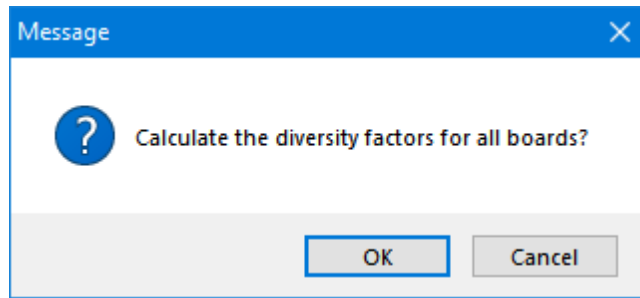 Message
?
Calculate the diversity factors for all boards?
OK Cancel